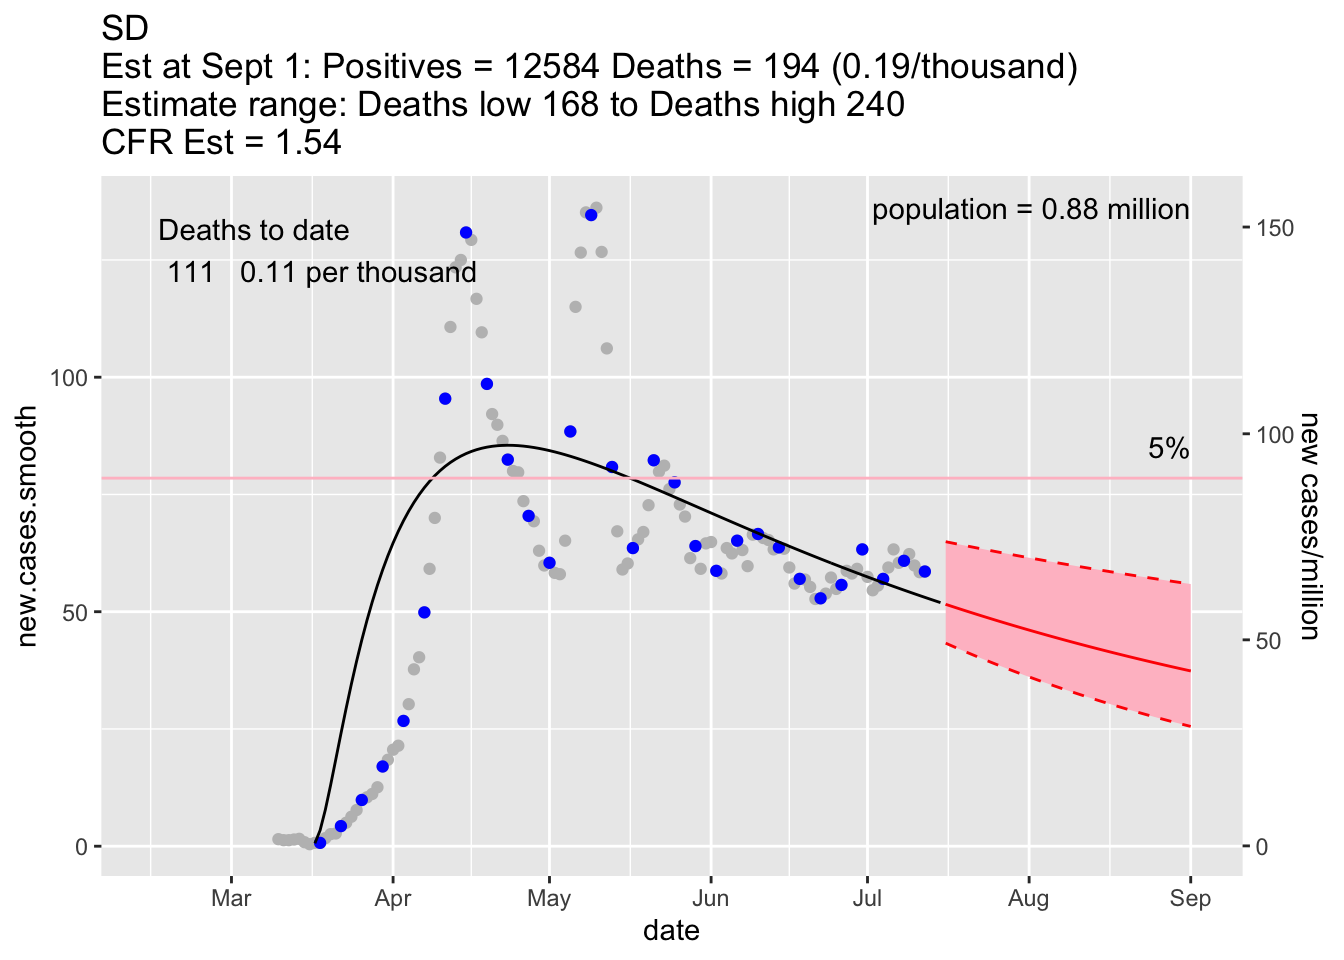 SD
Est at Sept 1: Positives = 12584 Deaths = 194 (0.19/thousand)
Estimate range: Deaths low 168 to Deaths high 240
CFR Est = 1.54
Deaths to date
111 0.11 per thousand
population = 0.88 million
5%
new.cases.smooth
100
50
0
150
100
50
0
new cases/million
Mar Apr May Jun Jul Aug Sep
date